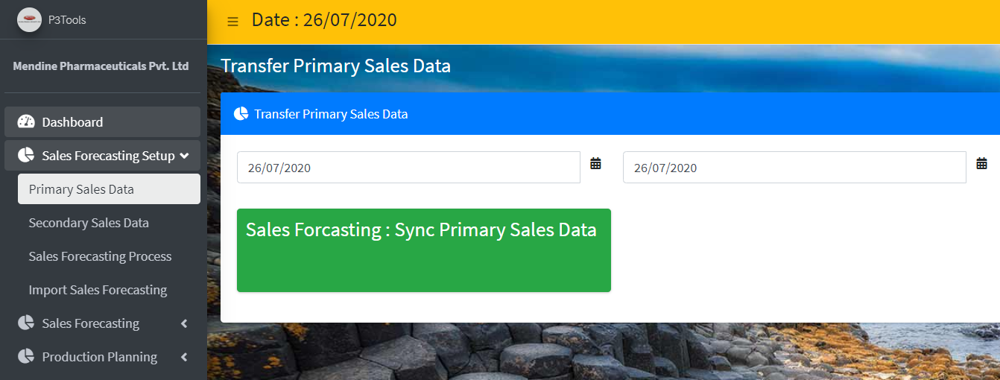 P3Tools
Date : 26/07/2020
Mendine Pharmaceuticals Pvt. Ltd
Transfer Primary Sales Data
Transfer Primary Sales Data
Dashboard
Sales Forecasting Setup
Primary Sales Data
Secondary Sales Data
Sales Forecasting Process
Import Sales Forecasting
Sales Forecasting
Production Planning
26/07/2020
26/07/2020
Sales Forcasting : Sync Primary Sales Data